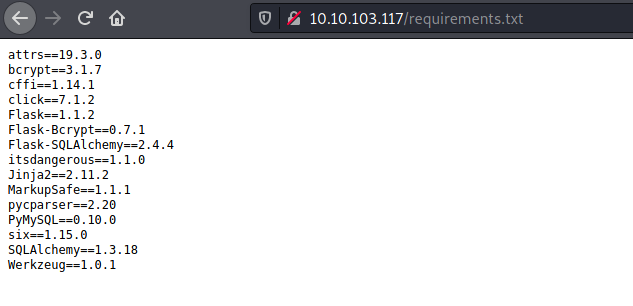 10.10.103.117/requirements.txt
attrs==19.3.0
bcrypt==3.1.7
cffi==1.14.1
click==7.1.2
Flask==1.1.2
Flask-Bcrypt==0.7.1
Flask-SQLAlchemy==2.4.4
itsdangerous==1.1.0
Jinja2==2.11.2
MarkupSafe==1.1.1
pycparser==2.20
PyMySQL==0.10.0
six==1.15.0
SQLAlchemy==1.3.18
Werkzeug==1.0.1